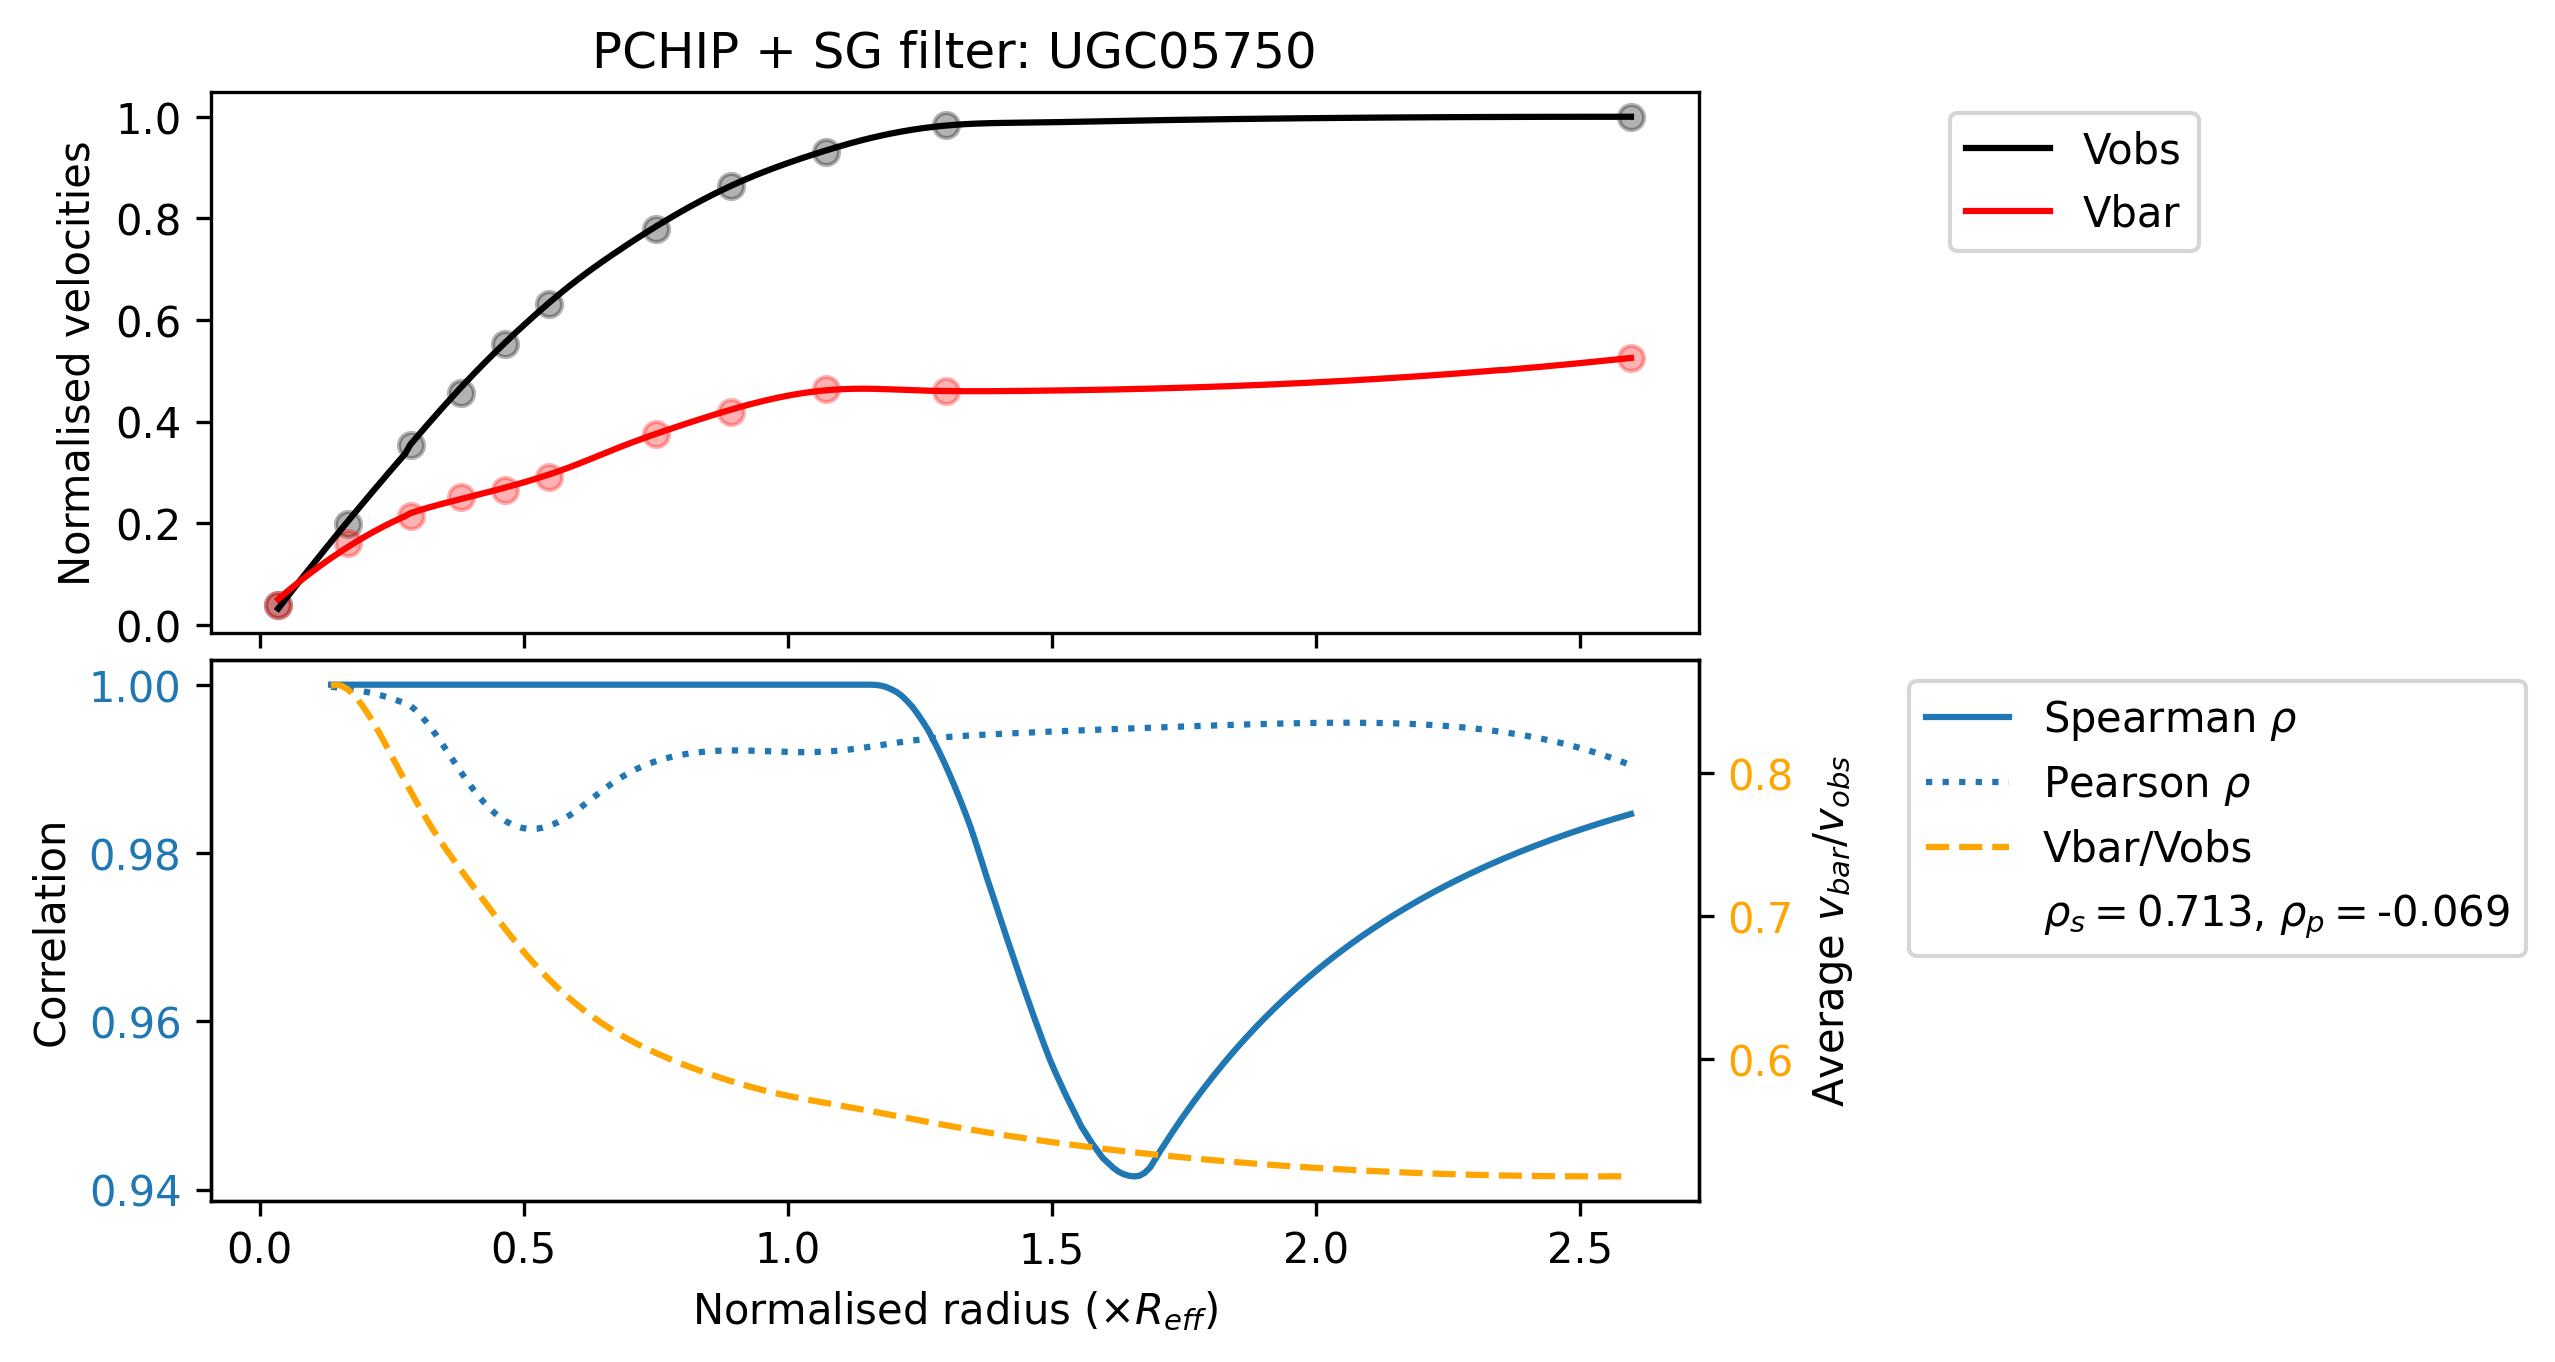 PCHIP + SG filter: UGC05750
Normalised velocities
1.0
0.8
0.6
0.4
0.2
0.0
Vobs
Vbar
Correlation
1.00
0.98
0.96
0.94
0.8
0.7
0.6
Average v_bar/v_obs
Spearman ρ
Pearson ρ
Vbar/Vobs
ρ_s = 0.713, ρ_p = -0.069
0.0 0.5 1.0 1.5 2.0 2.5
Normalised radius (×R_eff)